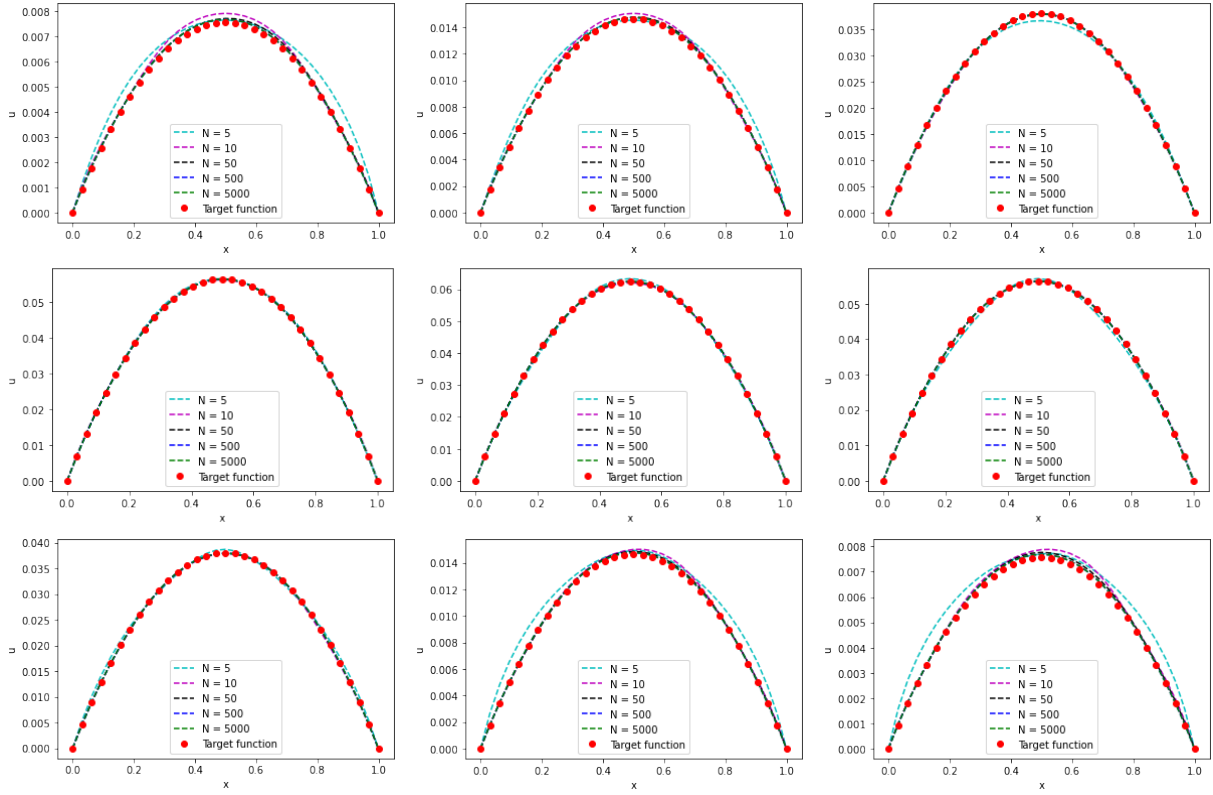 0.008
0.007
0.006
0.005
0.004
0.003
0.002
0.001
0.000
u
N = 5
N = 10
N = 50
N = 500
N = 5000
Target function
0.0 0.2 0.4 0.6 0.8 1.0
x
0.014
0.012
0.010
0.008
0.006
0.004
0.002
0.000
u
N = 5
N = 10
N = 50
N = 500
N = 5000
Target function
0.0 0.2 0.4 0.6 0.8 1.0
x
0.035
0.030
0.025
0.020
0.015
0.010
0.005
0.000
u
N = 5
N = 10
N = 50
N = 500
N = 5000
Target function
0.0 0.2 0.4 0.6 0.8 1.0
x
0.05
0.04
0.03
0.02
0.01
0.00
u
N = 5
N = 10
N = 50
N = 500
N = 5000
Target function
0.0 0.2 0.4 0.6 0.8 1.0
x
0.06
0.05
0.04
0.03
0.02
0.01
0.00
u
N = 5
N = 10
N = 50
N = 500
N = 5000
Target function
0.0 0.2 0.4 0.6 0.8 1.0
x
0.05
0.04
0.03
0.02
0.01
0.00
u
N = 5
N = 10
N = 50
N = 500
N = 5000
Target function
0.0 0.2 0.4 0.6 0.8 1.0
x
0.040
0.035
0.030
0.025
0.020
0.015
0.010
0.005
0.000
u
N = 5
N = 10
N = 50
N = 500
N = 5000
Target function
0.0 0.2 0.4 0.6 0.8 1.0
x
0.014
0.012
0.010
0.008
0.006
0.004
0.002
0.000
u
N = 5
N = 10
N = 50
N = 500
N = 5000
Target function
0.0 0.2 0.4 0.6 0.8 1.0
x
0.008
0.007
0.006
0.005
0.004
0.003
0.002
0.001
0.000
u
N = 5
N = 10
N = 50
N = 500
N = 5000
Target function
0.0 0.2 0.4 0.6 0.8 1.0
x